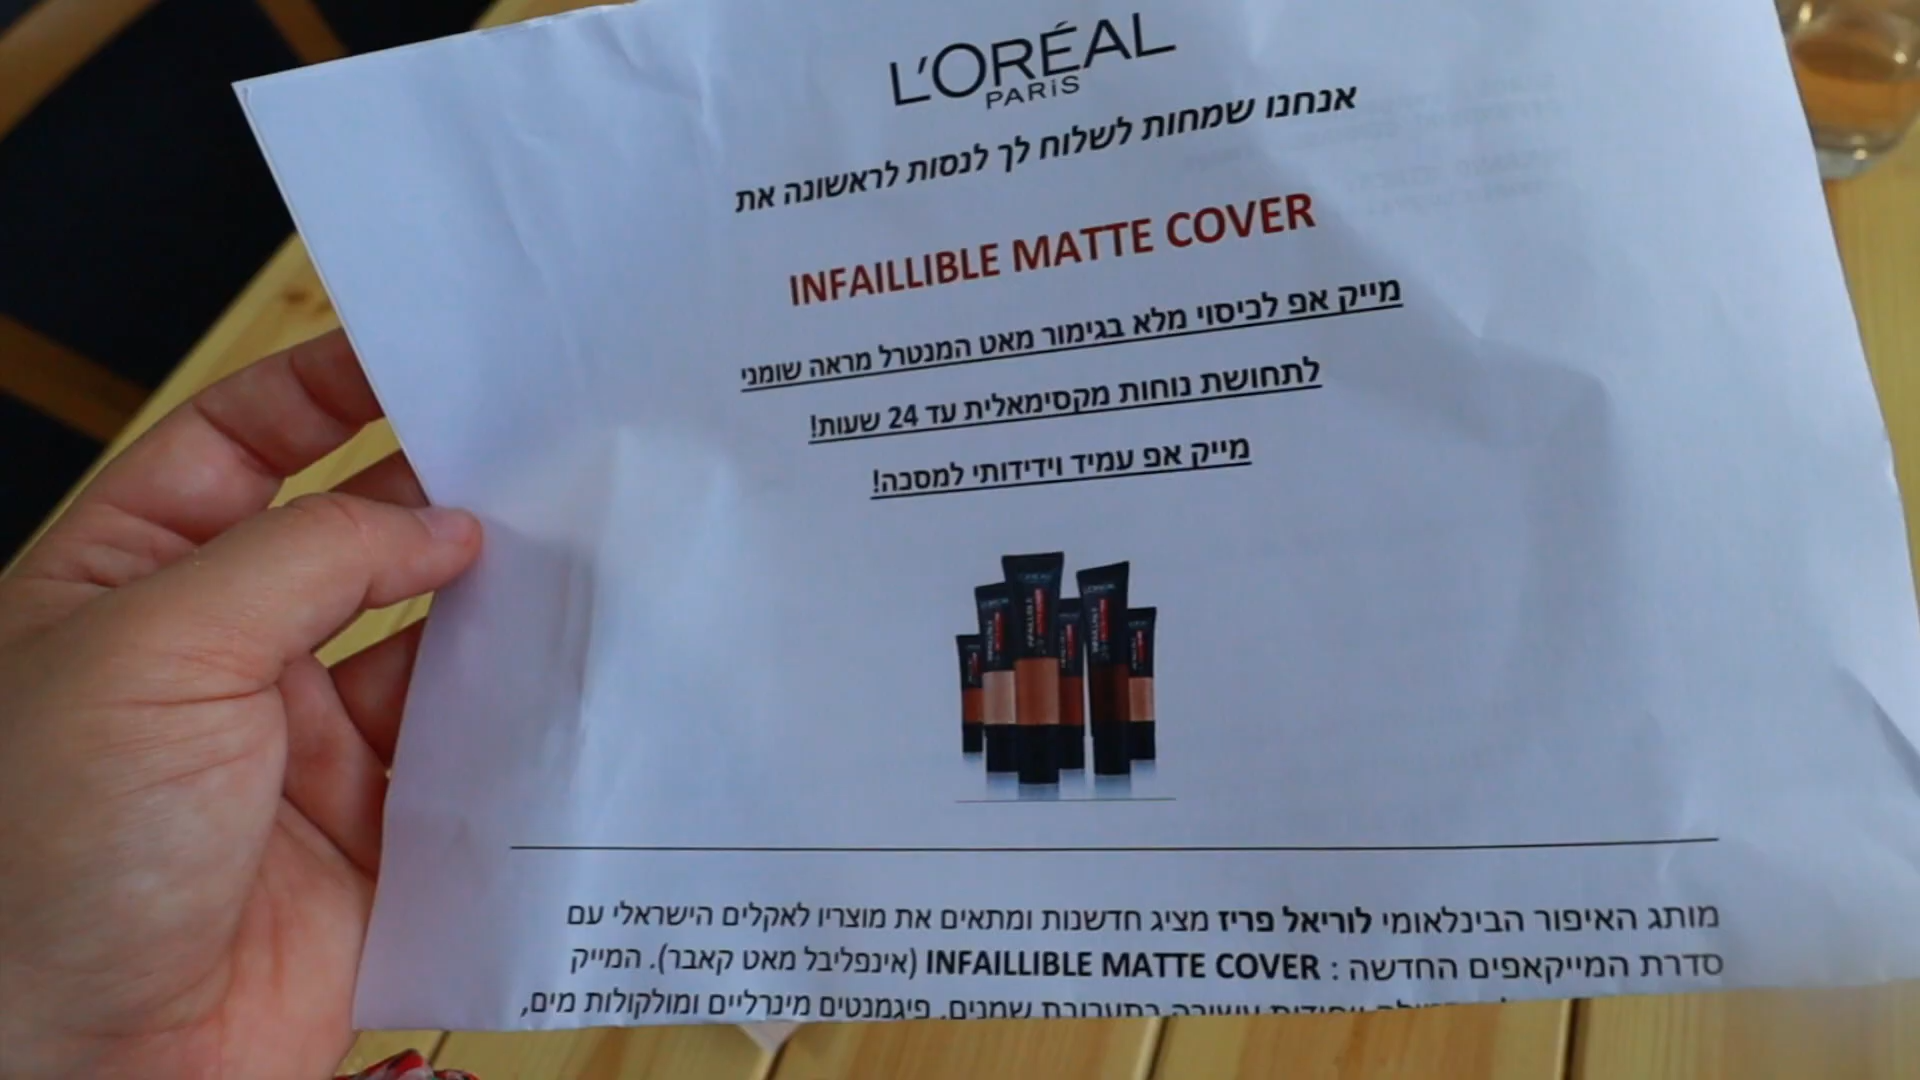 L'ORÉAL
PARIS
אנחנו שמחות לשלוח לך לנסות לראשונה את
INFAILLIBLE MATTE COVER
מייק אפ לכיסוי מלא בגימור מאט המנטרל מראה שומני
לתחושת נוחות מקסימאלית עד 24 שעות!
מייק אפ עמיד וידידותי למסכה!
מותג האיפור הבינלאומי לוריאל פריז מציג חדשנות ומתאים את מוצריו לאקלים הישראלי עם
סדרת המייקאפים החדשה : INFAILLIBLE MATTE COVER (אינפליבל מאט קאבר). המייק
עשירה בתערובת שמנים, פיגמנטים מינרליים ומולקולות מים,